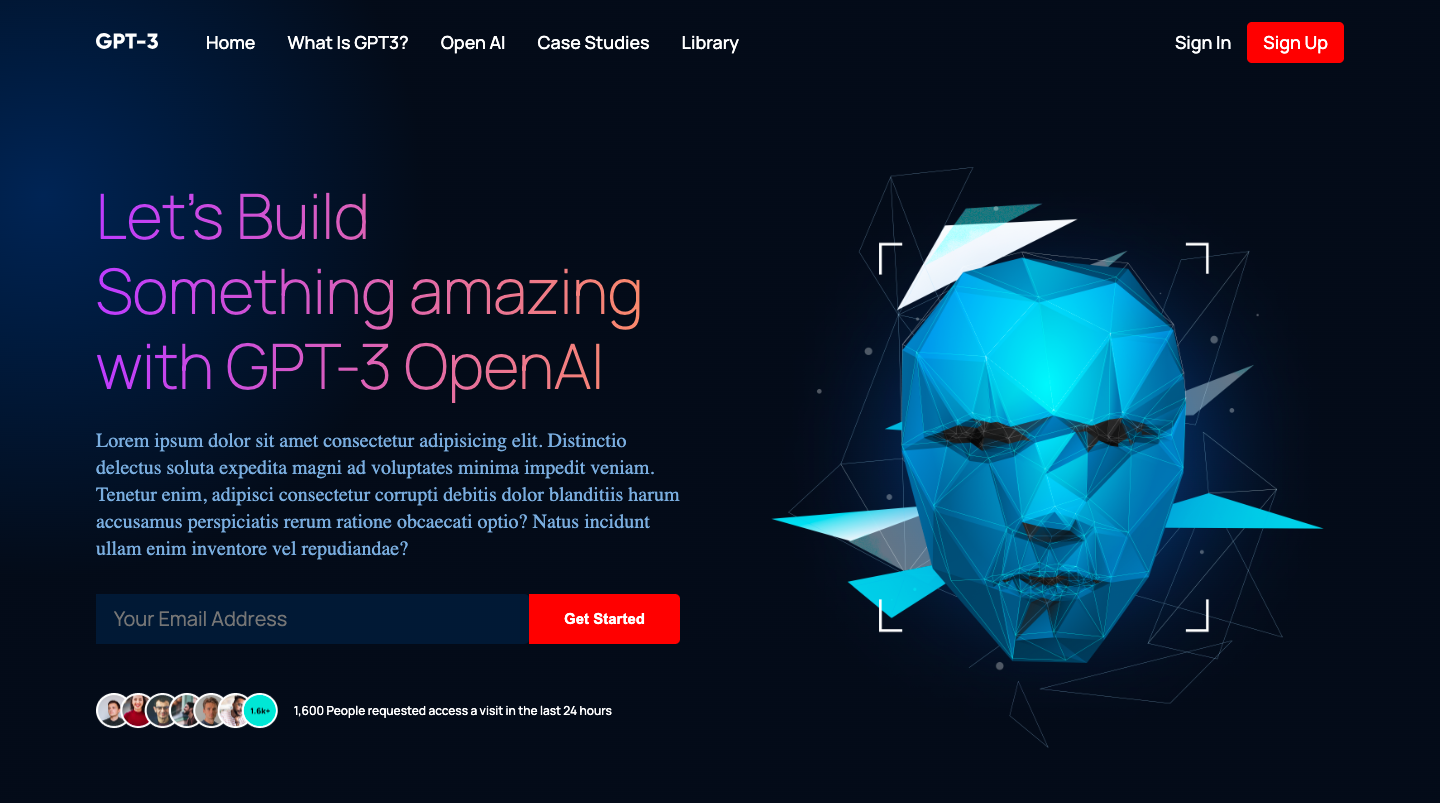 GPT-3
Home
What Is GPT3?
Open AI
Case Studies
Library
Sign In
Sign Up
Let's Build
Something amazing
with GPT-3 OpenAI
Lorem ipsum dolor sit amet consectetur adipisicing elit. Distinctio
delectus soluta expedita magni ad voluptates minima impedit veniam.
Tenetur enim, adipisci consectetur corrupti debitis dolor blanditiis harum
accusamus perspiciatis rerum ratione obcaecati optio? Natus incidunt
ullam enim inventore vel repudiandae?
Your Email Address
Get Started
1.6k+
1,600 People requested access a visit in the last 24 hours